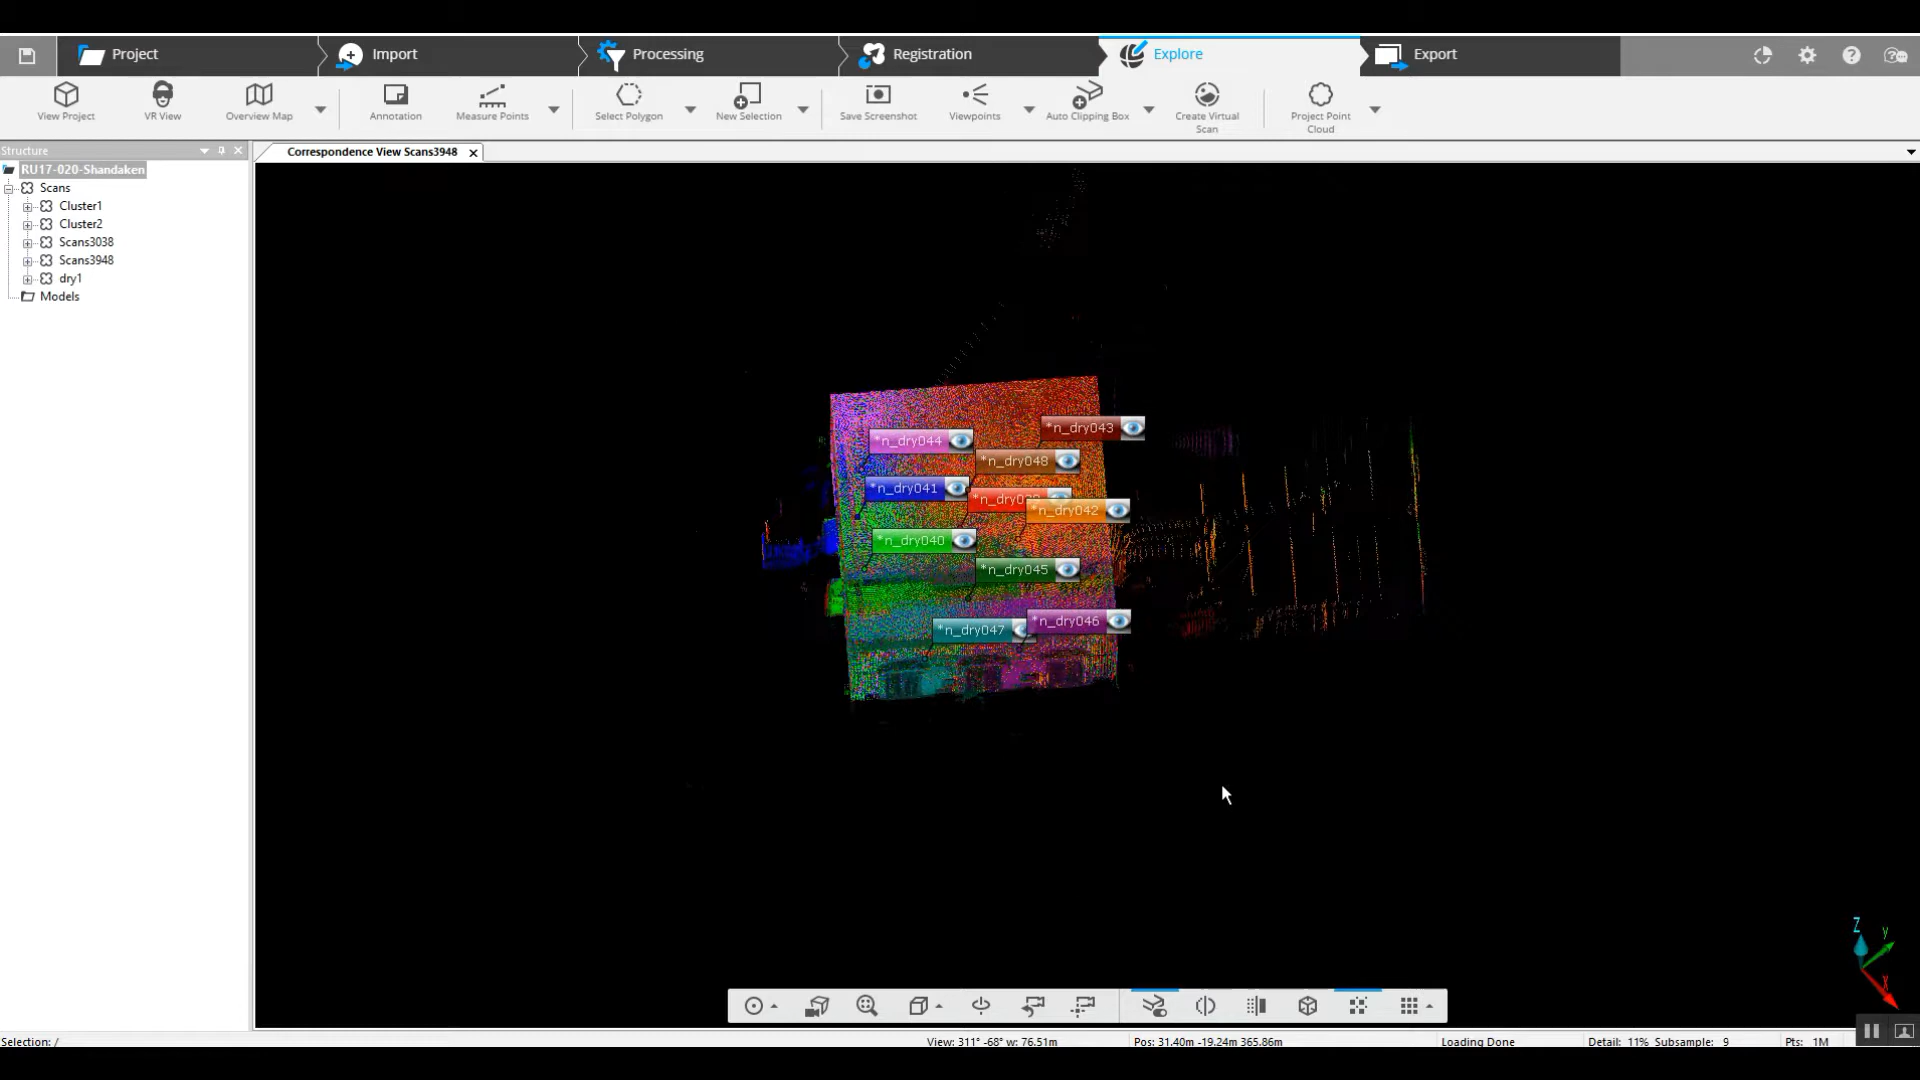 Project
Import
Processing
Registration
Explore
Export
View Project
VR View
Overview Map
Annotation
Measure Points
Select Polygon
New Selection
Save Screenshot
Viewpoints
Auto Clipping Box
Create Virtual Scan
Project Point Cloud
Structure
Correspondence View Scans3948
RU17-020-Shandaken
Scans
Cluster1
Cluster2
Scans3038
Scans3948
dry1
Models
*n_dry043
*n_dry044
*n_dry048
*n_dry041
*n_dry042
*n_dry040
*n_dry045
*n_dry046
*n_dry047
Z
y
X
Selection: /
View: 311° -68° w: 76.51m
Pos: 31.40m -19.24m 365.86m
Loading Done
Detail: 11% Subsample: 9
Pts: 1M